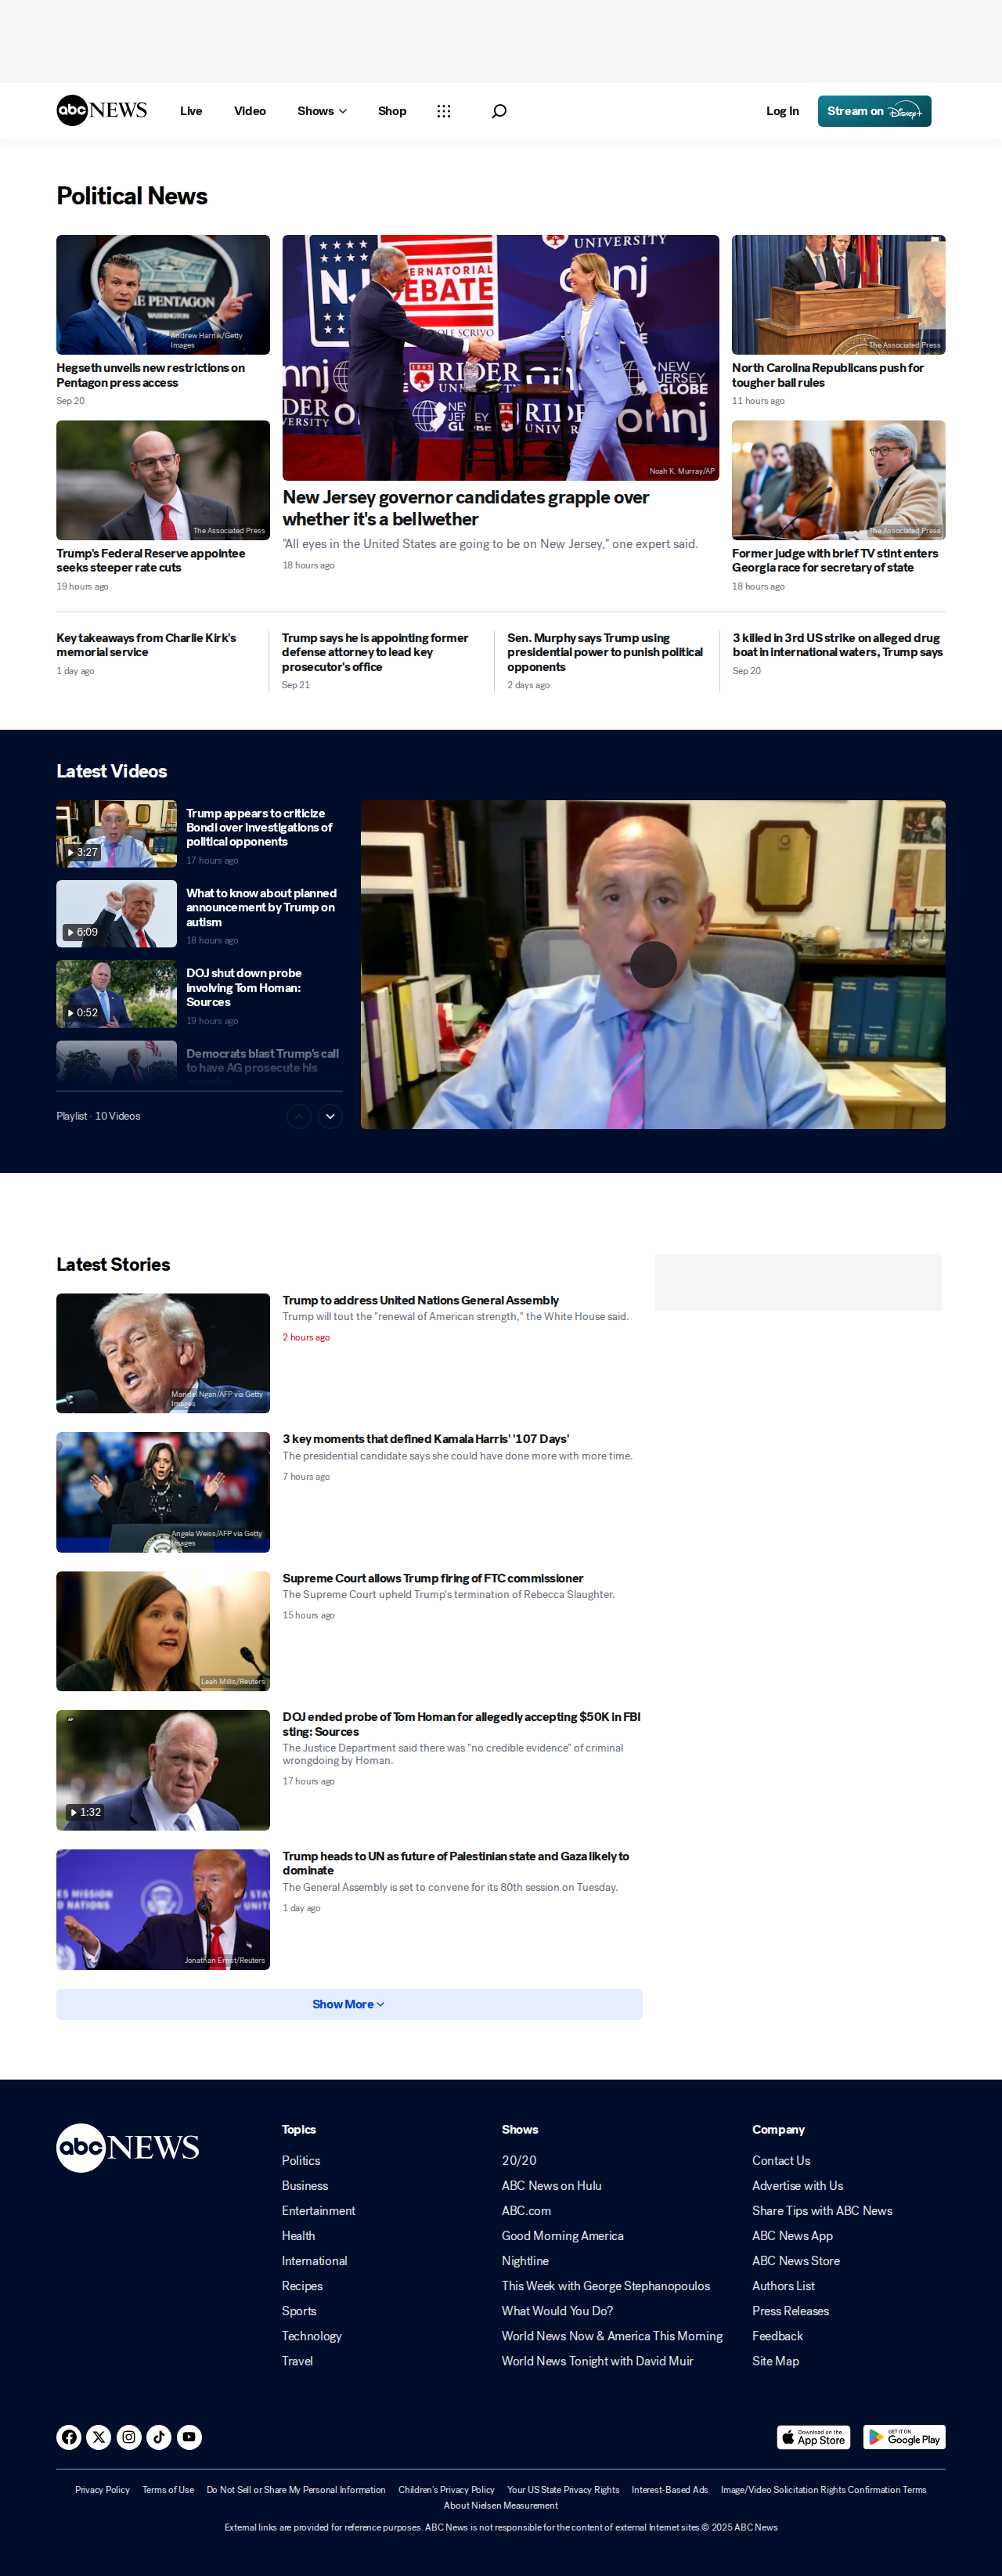 abc NEWS
Live
Video
Shows
Shop
Log In
Stream on Disney+
Political News
THE PENTAGON
WASHINGTON
Andrew Harnik/Getty
Images
Hegseth unveils new restrictions on
Pentagon press access
Sep 20
The Associated Press
Trump's Federal Reserve appointee
seeks steeper rate cuts
19 hours ago
NJ
DEBATE
UNIVERSITY
onnj
RIDER
UNIVERSITY
NEW JERSEY
GLOBE
Noah K. Murray/AP
New Jersey governor candidates grapple over
whether it's a bellwether
"All eyes in the United States are going to be on New Jersey," one expert said.
18 hours ago
The Associated Press
North Carolina Republicans push for
tougher bail rules
11 hours ago
The Associated Press
Former judge with brief TV stint enters
Georgia race for secretary of state
18 hours ago
Key takeaways from Charlie Kirk's
memorial service
1 day ago
Trump says he is appointing former
defense attorney to lead key
prosecutor's office
Sep 21
Sen. Murphy says Trump using
presidential power to punish political
opponents
2 days ago
3 killed in 3rd US strike on alleged drug
boat in international waters, Trump says
Sep 20
Latest Videos
3:27
Trump appears to criticize
Bondi over investigations of
political opponents
17 hours ago
6:09
What to know about planned
announcement by Trump on
autism
18 hours ago
0:52
DOJ shut down probe
involving Tom Homan:
Sources
19 hours ago
Democrats blast Trump's call
to have AG prosecute his
Playlist · 10 Videos
Latest Stories
Mandel Ngan/AFP via Getty
Images
Trump to address United Nations General Assembly
Trump will tout the "renewal of American strength," the White House said.
2 hours ago
Angela Weiss/AFP via Getty
Images
3 key moments that defined Kamala Harris' '107 Days'
The presidential candidate says she could have done more with more time.
7 hours ago
Leah Millis/Reuters
Supreme Court allows Trump firing of FTC commissioner
The Supreme Court upheld Trump's termination of Rebecca Slaughter.
15 hours ago
AP
1:32
DOJ ended probe of Tom Homan for allegedly accepting $50K in FBI
sting: Sources
The Justice Department said there was "no credible evidence" of criminal
wrongdoing by Homan.
17 hours ago
Jonathan Ernst/Reuters
Trump heads to UN as future of Palestinian state and Gaza likely to
dominate
The General Assembly is set to convene for its 80th session on Tuesday.
1 day ago
Show More
abc NEWS
Topics
Politics
Business
Entertainment
Health
International
Recipes
Sports
Technology
Travel
Shows
20/20
ABC News on Hulu
ABC.com
Good Morning America
Nightline
This Week with George Stephanopoulos
What Would You Do?
World News Now & America This Morning
World News Tonight with David Muir
Company
Contact Us
Advertise with Us
Share Tips with ABC News
ABC News App
ABC News Store
Authors List
Press Releases
Feedback
Site Map
Download on the
App Store
GET IT ON
Google Play
Privacy Policy
Terms of Use
Do Not Sell or Share My Personal Information
Children's Privacy Policy
Your US State Privacy Rights
Interest-Based Ads
Image/Video Solicitation Rights Confirmation Terms
About Nielsen Measurement
External links are provided for reference purposes. ABC News is not responsible for the content of external Internet sites.© 2025 ABC News